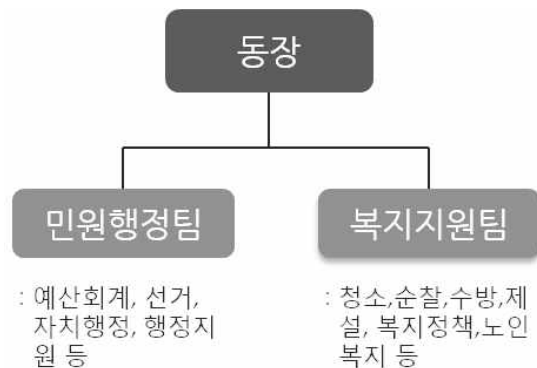 동장
민원행정팀
복지지원팀
: 예산회계, 선거,
자치행정, 행정지
원 등
: 청소,순찰,수방,제
설, 복지정책,노인
복지 등